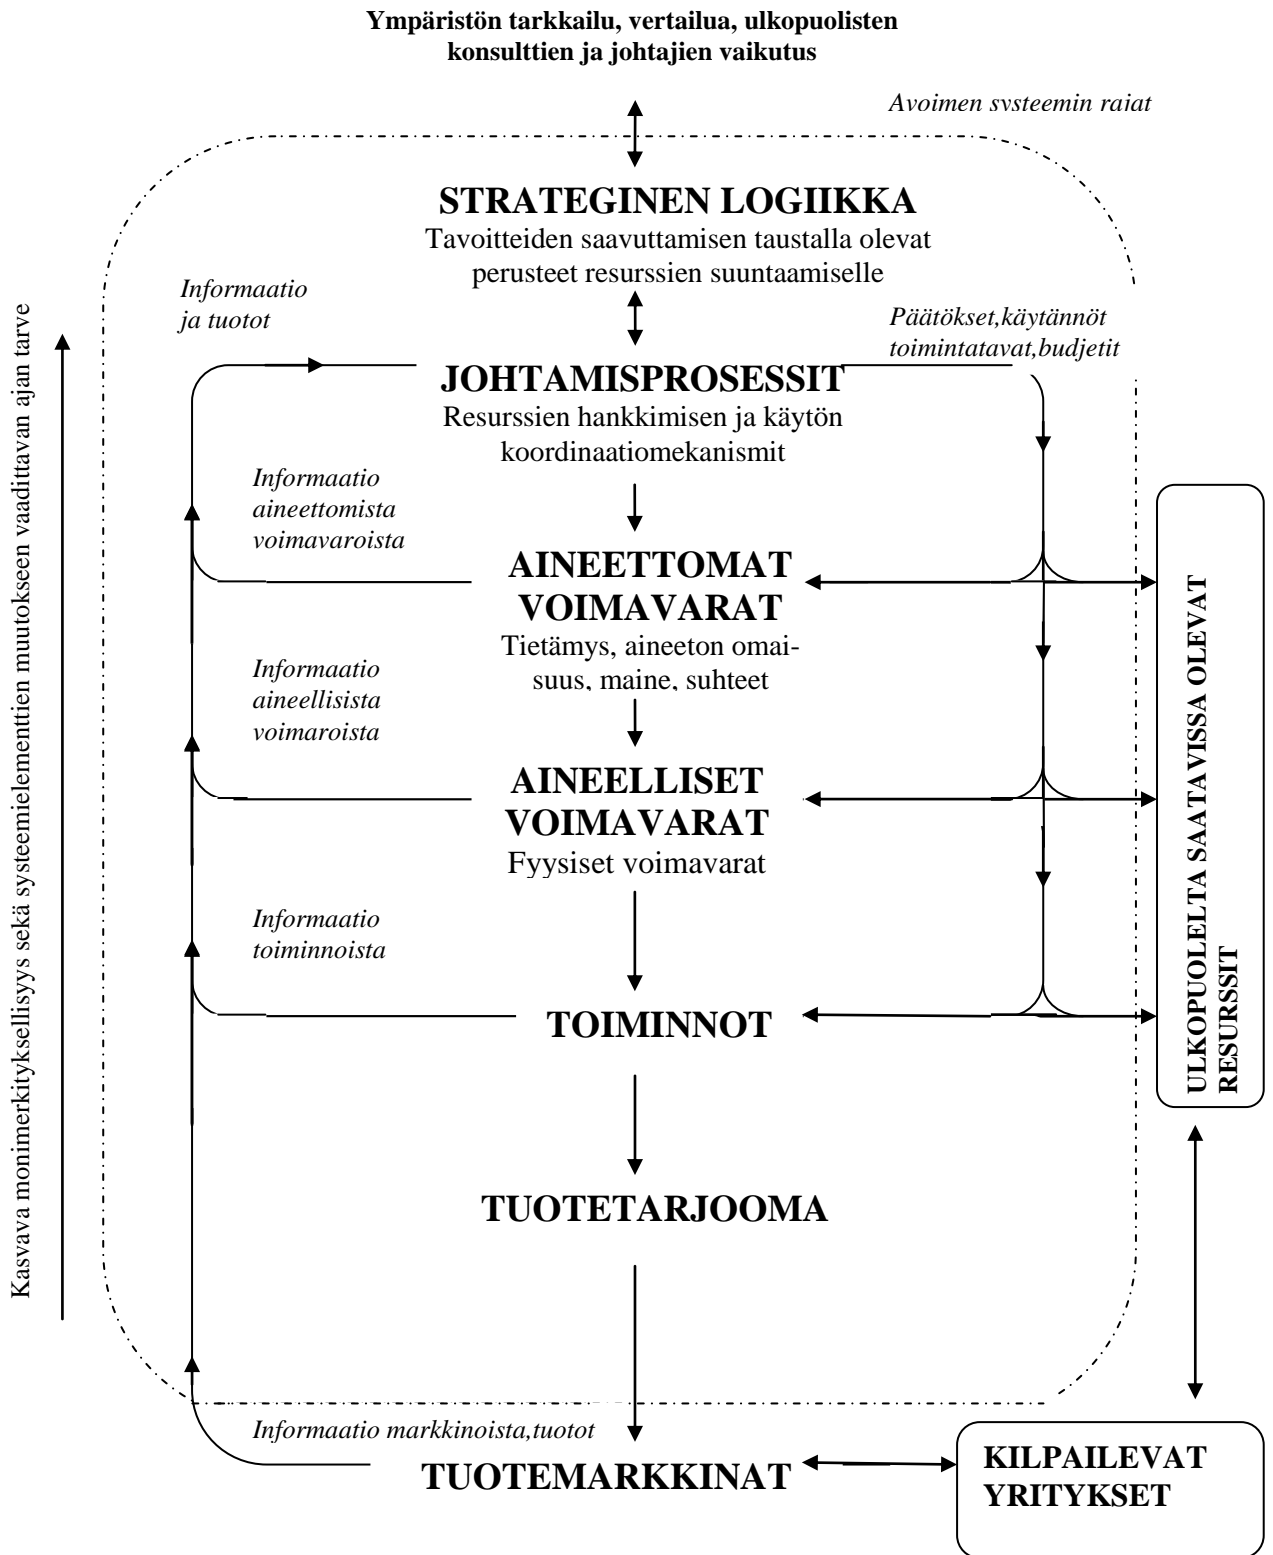 Ympäristön tarkkailu, vertailua, ulkopuolisten
konsulttien ja johtajien vaikutus
Avoimen systeemin rajat
STRATEGINEN LOGIIKKA
Tavoitteiden saavuttamisen taustalla olevat
perusteet resurssien suuntaamiselle
Informaatio
ja tuotot
Päätökset,käytännöt
toimintatavat,budjetit
JOHTAMISPROSESSIT
Resurssien hankkimisen ja käytön
koordinaatiomekanismit
Informaatio
aineettomista
voimavaroista
AINEETTOMAT
VOIMAVARAT
Tietämys, aineeton omai-
suus, maine, suhteet
Informaatio
aineellisista
voimaroista
AINEELLISET
VOIMAVARAT
Fyysiset voimavarat
Informaatio
toiminnoista
TOIMINNOT
TUOTETARJOOMA
Informaatio markkinoista,tuotot
TUOTEMARKKINAT
KILPAILEVAT
YRITYKSET
ULKOPUOLELTA SAATAVISSA OLEVAT
RESURSSIT
Kasvava monimerkityksellisyys sekä systeemielementtien muutokseen vaadittavan ajan tarve